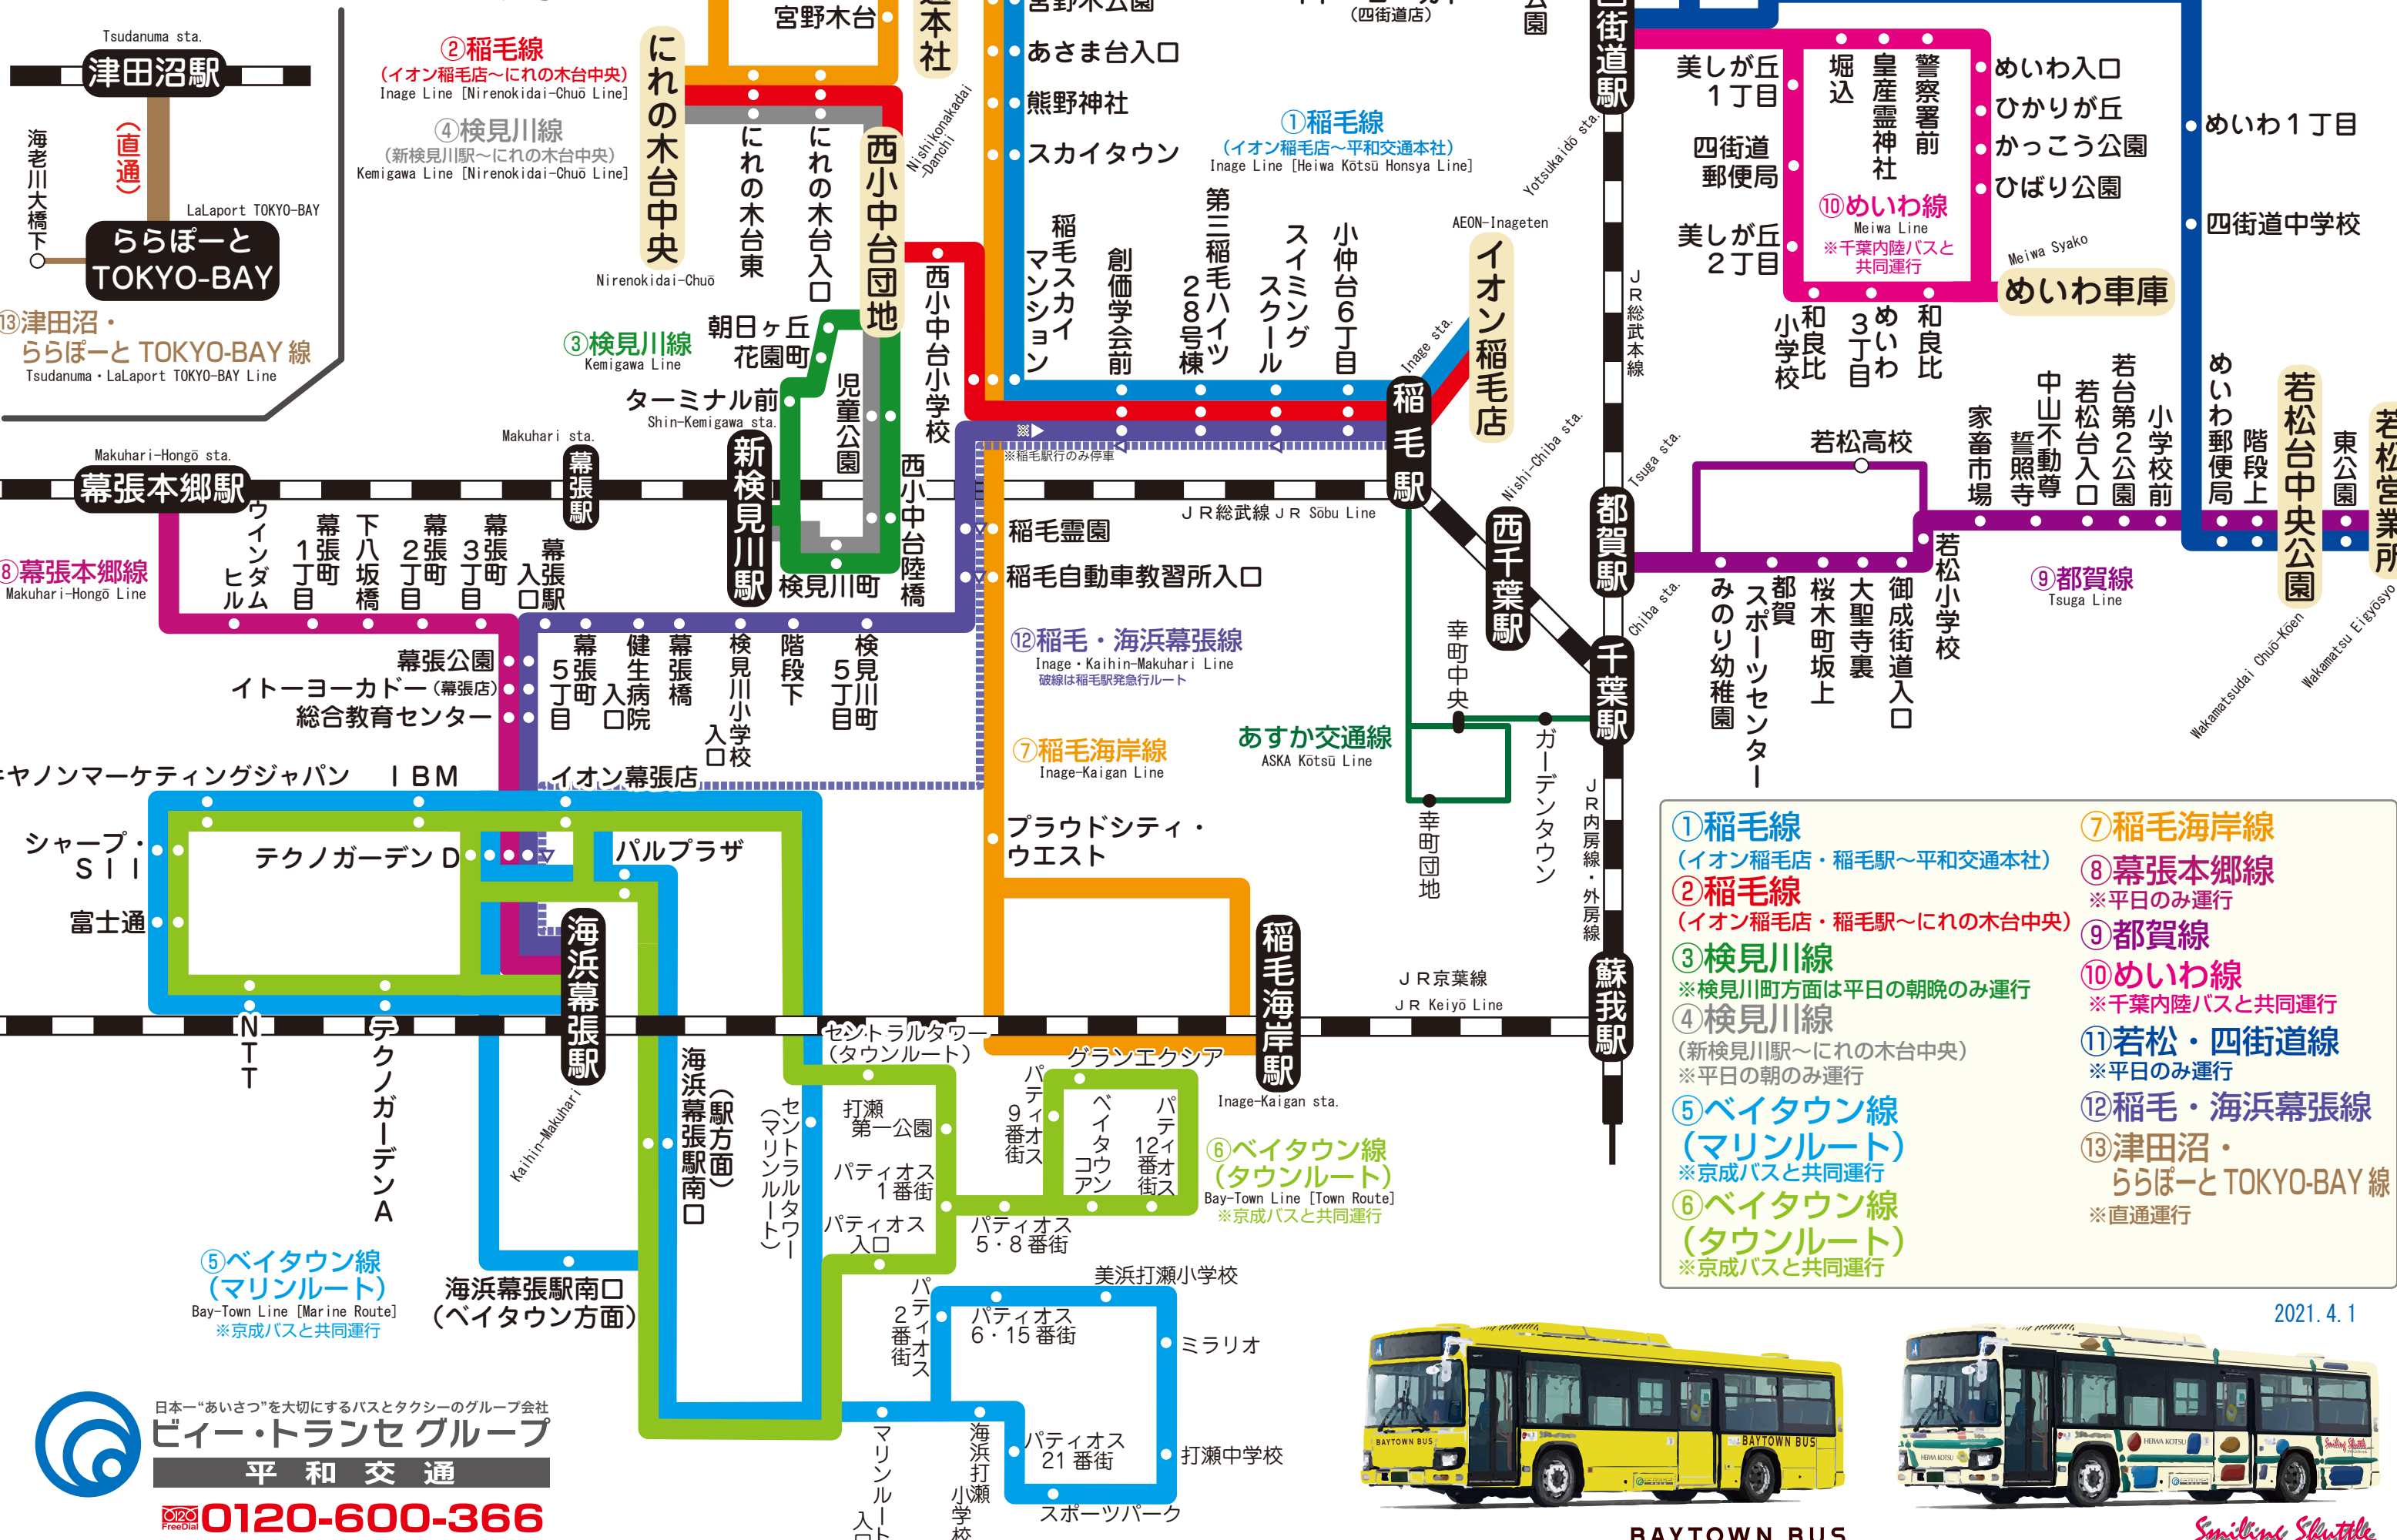 Tsudanuma sta.
津田沼駅
(直通)
海老川大橋下
LaLaport TOKYO-BAY
ららぽーと
TOKYO-BAY
⑬津田沼・
ららぽーと TOKYO-BAY 線
Tsudanuma・LaLaport TOKYO-BAY Line
②稲毛線
(イオン稲毛店～にれの木台中央)
Inage Line [Nirenokidai-Chuō Line]
④検見川線
(新検見川駅～にれの木台中央)
Kemigawa Line [Nirenokidai-Chuō Line]
にれの木台中央
Nirenokidai-Chuō
宮野木台
本社
にれの木台東
にれの木台入口
西小中台団地
Nishikonakadai
-Danchi
宮野木公園
あさま台入口
熊野神社
スカイタウン
(四街道店)
公園
①稲毛線
(イオン稲毛店～平和交通本社)
Inage Line [Heiwa Kōtsū Honsya Line]
稲毛スカイ
マンション
創価学会前
第三稲毛ハイツ
28号棟
スイミング
スクール
小仲台6丁目
AEON-Inageten
イオン稲毛店
Inage sta.
稲毛駅
西小中台小学校
③検見川線
Kemigawa Line
朝日ヶ丘
花園町
ターミナル前
Shin-Kemigawa sta.
新検見川駅
児童公園
検見川町
西小中台陸橋
※
※稲毛駅行のみ停車
JR総武線 JR Sōbu Line
Makuhari-Hongō sta.
幕張本郷駅
Makuhari sta.
幕張駅
⑧幕張本郷線
Makuhari-Hongō Line
ウインダム
ヒル
幕張町
1丁目
下八坂橋
幕張町
2丁目
幕張町
3丁目
幕張駅
入口
幕張公園
イトーヨーカドー(幕張店)
総合教育センター
幕張町
5丁目
健生病院
入口
幕張橋
検見川小学校
入口
階段下
検見川町
5丁目
稲毛霊園
稲毛自動車教習所入口
⑫稲毛・海浜幕張線
Inage・Kaihin-Makuhari Line
破線は稲毛駅発急行ルート
⑦稲毛海岸線
Inage-Kaigan Line
プラウドシティ・
ウエスト
稲毛海岸駅
Inage-Kaigan sta.
JR京葉線
JR Keiyō Line
Nishi-Chiba sta.
西千葉駅
幸町中央
あすか交通線
ASKA Kōtsū Line
幸町団地
ガーデンタウン
Chiba sta.
千葉駅
JR内房線・外房線
蘇我駅
四街道駅
Yotsukaidō sta.
JR総武本線
Tsuga sta.
都賀駅
美しが丘
1丁目
四街道
郵便局
美しが丘
2丁目
堀込
皇産霊神社
警察署前
⑩めいわ線
Meiwa Line
※千葉内陸バスと
共同運行
めいわ入口
ひかりが丘
かっこう公園
ひばり公園
Meiwa Syako
めいわ車庫
和良比
小学校
めいわ
3丁目
和良比
めいわ1丁目
四街道中学校
若松高校
みのり幼稚園
都賀
スポーツセンター
桜木町坂上
大聖寺裏
御成街道入口
若松小学校
家畜市場
誓照寺
中山不動尊
若松台入口
若台第2公園
小学校前
めいわ郵便局
階段上
若松台中央公園
東公園
若松営業所
⑨都賀線
Tsuga Line
Wakamatsudai Chuō-Kōen
Wakamatsu Eigyōsyo
キヤノンマーケティングジャパン
IBM
イオン幕張店
シャープ・
SII
富士通
テクノガーデン D
パルプラザ
海浜幕張駅
Kaihin-Makuhari
NTT
テクノガーデンA
海浜幕張駅南口
(駅方面)
セントラルタワー
(タウンルート)
セントラルタワー
(マリンルート)
打瀬
第一公園
パティオス
1番街
パティオス
入口
パティオス
5・8番街
グランエクシア
パティオス
9番街
ベイタウン
コア
パティオス
12番街
⑥ベイタウン線
(タウンルート)
Bay-Town Line [Town Route]
※京成バスと共同運行
⑤ベイタウン線
(マリンルート)
Bay-Town Line [Marine Route]
※京成バスと共同運行
海浜幕張駅南口
(ベイタウン方面)
パティオス
2番街
パティオス
6・15番街
美浜打瀬小学校
ミラリオ
打瀬中学校
パティオス
21番街
スポーツパーク
マリンルート
入口
海浜打瀬
小学校
①稲毛線
(イオン稲毛店・稲毛駅～平和交通本社)
②稲毛線
(イオン稲毛店・稲毛駅～にれの木台中央)
③検見川線
※検見川町方面は平日の朝晩のみ運行
④検見川線
(新検見川駅～にれの木台中央)
※平日の朝のみ運行
⑤ベイタウン線
(マリンルート)
※京成バスと共同運行
⑥ベイタウン線
(タウンルート)
※京成バスと共同運行
⑦稲毛海岸線
⑧幕張本郷線
※平日のみ運行
⑨都賀線
⑩めいわ線
※千葉内陸バスと共同運行
⑪若松・四街道線
※平日のみ運行
⑫稲毛・海浜幕張線
⑬津田沼・
ららぽーと TOKYO-BAY 線
※直通運行
2021.4.1
日本一“あいさつ”を大切にするバスとタクシーのグループ会社
ビィー・トランセ グループ
平和交通
FreeDial
0120-600-366
BAYTOWN BUS
BAYTOWN BUS
HEIWA KOTSU
HEIWA KOTSU
Smiling Shuttle
BAYTOWN BUS
Smiling Shuttle